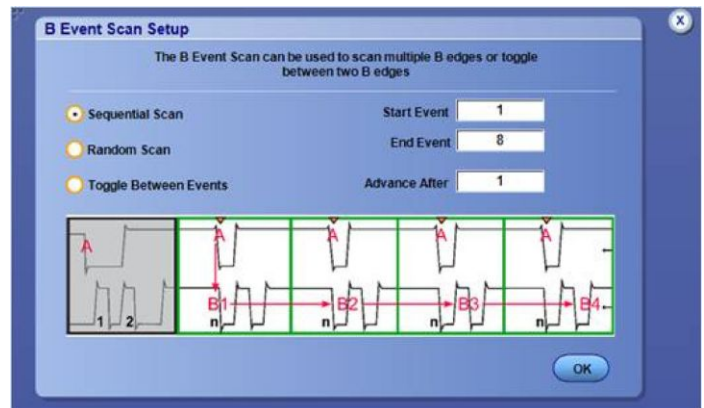 B Event Scan Setup
X
The B Event Scan can be used to scan multiple B edges or toggle
between two B edges
Sequential Scan
Start Event 1
Random Scan
End Event 8
Toggle Between Events
Advance After 1
A A A A A
B1 B2 B3 B4
1 2 n n n n
OK